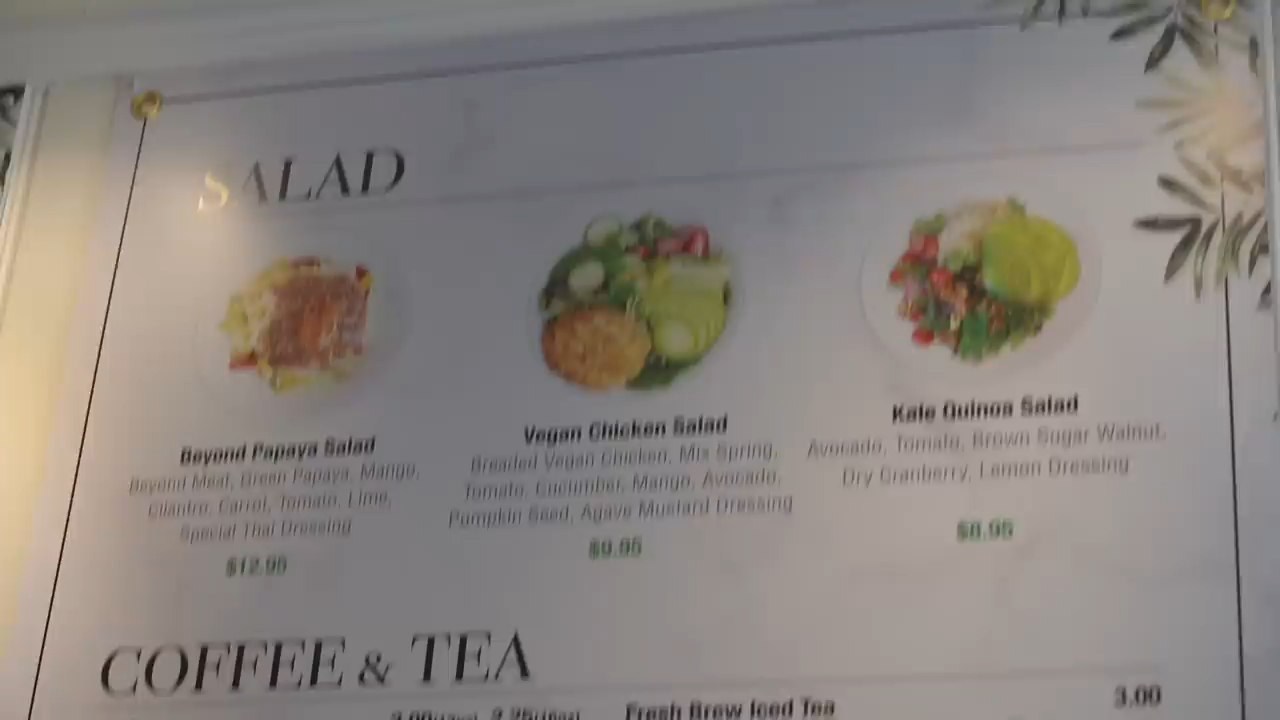 SALAD
Beyond Papaya Salad
Beyond Meat, Green Papaya, Mango,
Cilantro, Carrot, Tomato, Lime,
Special Thai Dressing
$12.95
Vegan Chicken Salad
Breaded Vegan Chicken, Mix Spring,
Tomato, Cucumber, Mango, Avocado,
Pumpkin Seed, Agave Mustard Dressing
$9.95
Kale Quinoa Salad
Avocado, Tomato, Brown Sugar Walnut,
Dry Cranberry, Lemon Dressing
COFFEE & TEA
Fresh Brew Iced Tea
3.00